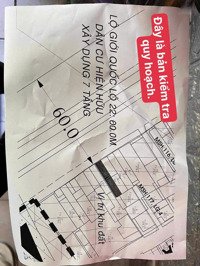 Đây là bản kiểm tra
quy hoạch.
LỘ GIỚI QUỐC LỘ 22: 60.0M
DÂN CƯ HIỆN HỮU
XÂY DỰNG 7 TẦNG
60.0
Vị trí khu đất